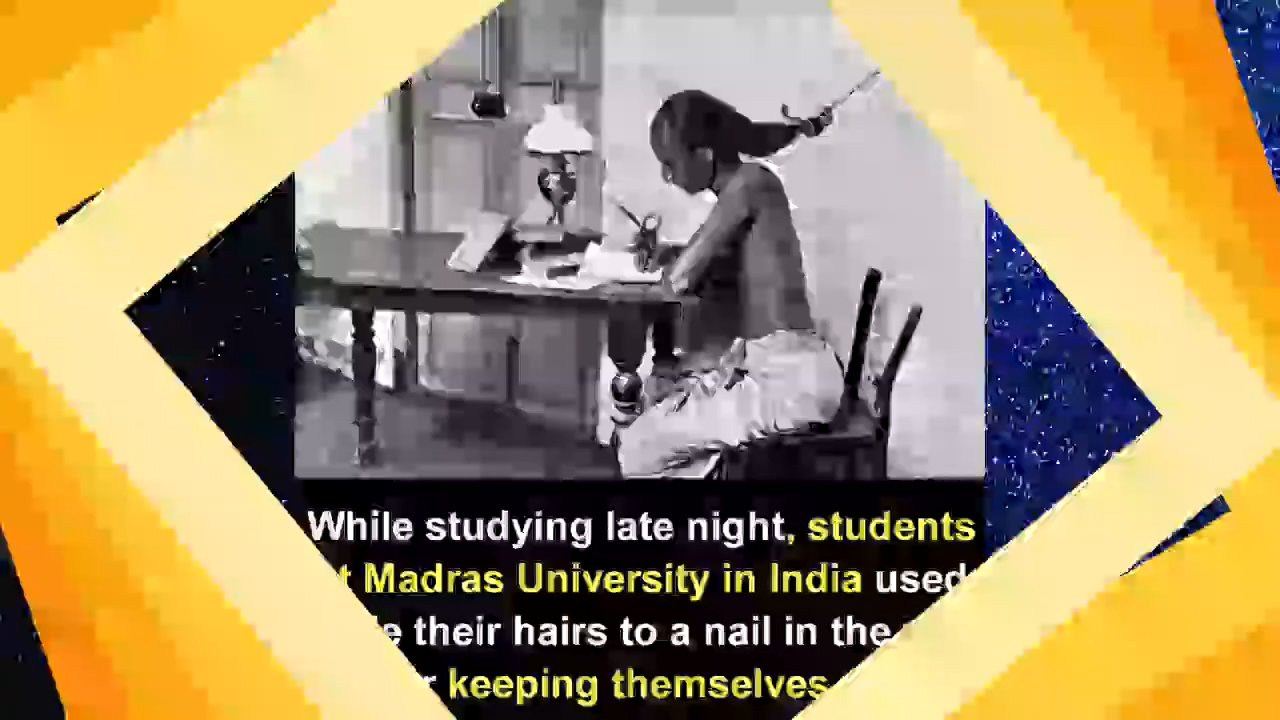 While studying late night, students
t Madras University in India used
e their hairs to a nail in the
r keeping themselves